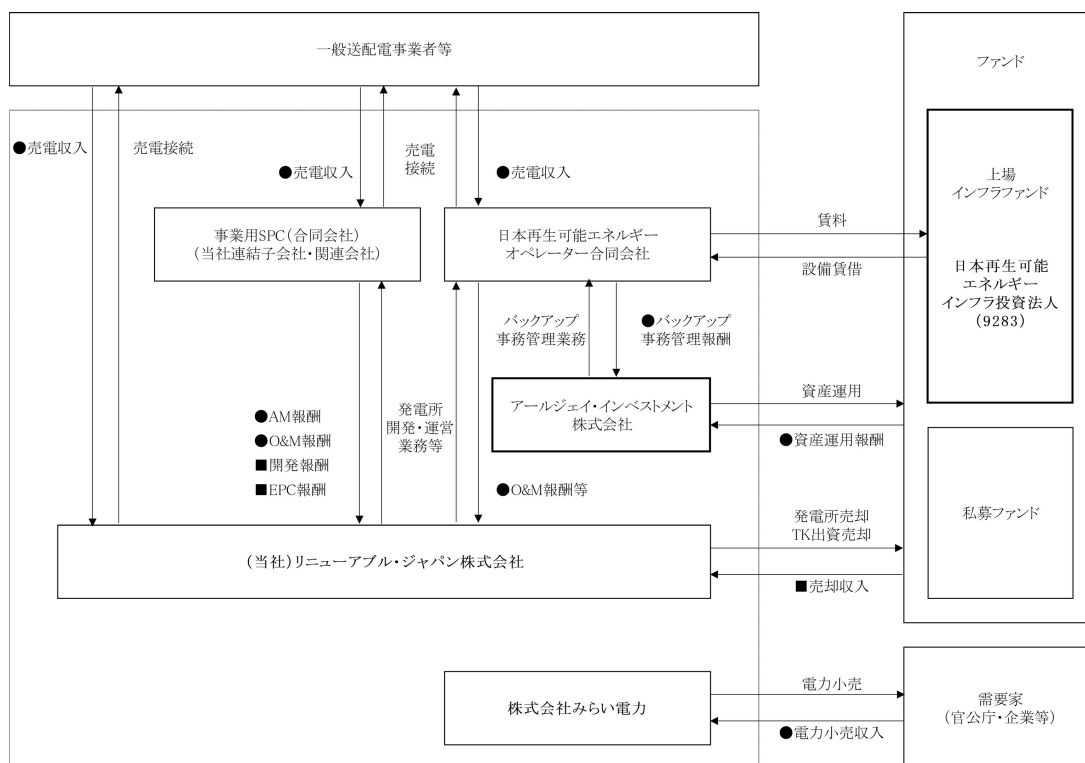 一般送配電事業者等
ファンド
●売電収入
売電接続
●売電収入
売電
接続
●売電収入
上場
インフラファンド
日本再生可能
エネルギー
インフラ投資法人
(9283)
事業用SPC(合同会社)
(当社連結子会社・関連会社)
日本再生可能エネルギー
オペレーター合同会社
賃料
設備賃借
バックアップ
事務管理業務
●バックアップ
事務管理報酬
アールジェイ・インベストメント
株式会社
資産運用
●資産運用報酬
●AM報酬
●O&M報酬
■開発報酬
■EPC報酬
発電所
開発・運営
業務等
●O&M報酬等
私募ファンド
(当社)リニューアブル・ジャパン株式会社
発電所売却
TK出資売却
■売却収入
株式会社みらい電力
電力小売
●電力小売収入
需要家
(官公庁・企業等)